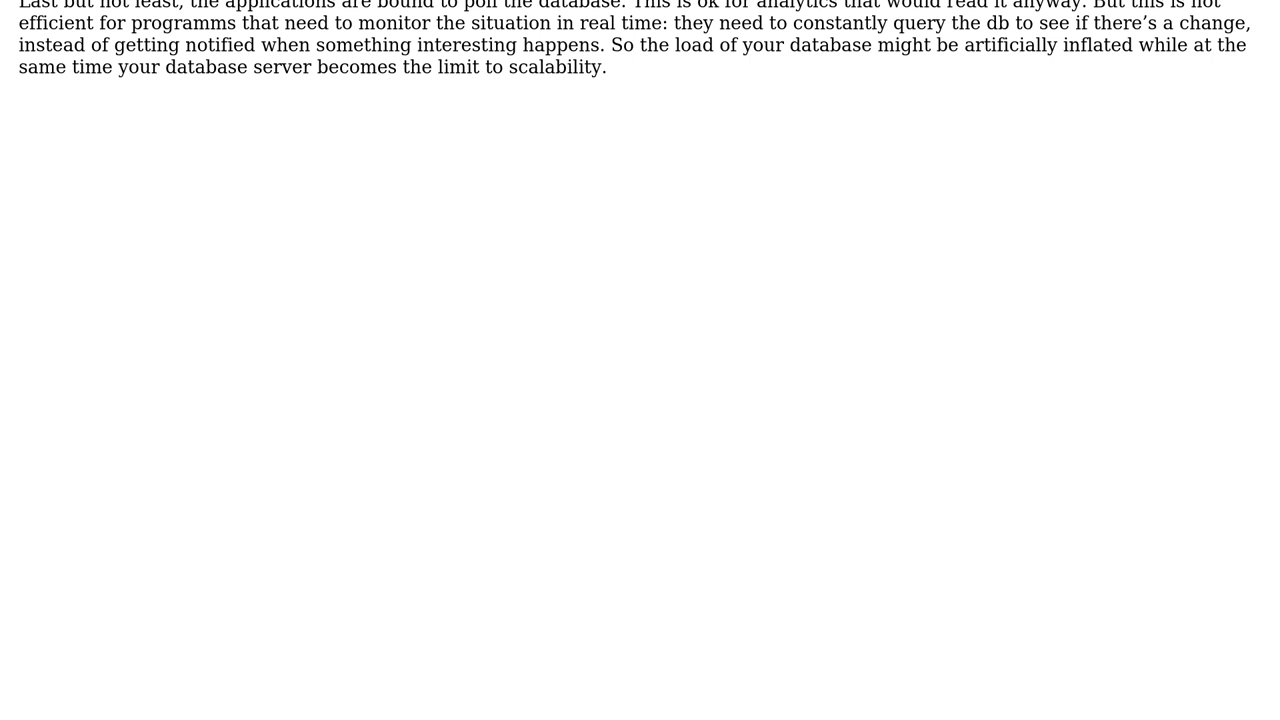 Last but not least, the applications are bound to poll the database. This is ok for analytics that would read it anyway. But this is not
efficient for programms that need to monitor the situation in real time: they need to constantly query the db to see if there’s a change,
instead of getting notified when something interesting happens. So the load of your database might be artificially inflated while at the
same time your database server becomes the limit to scalability.